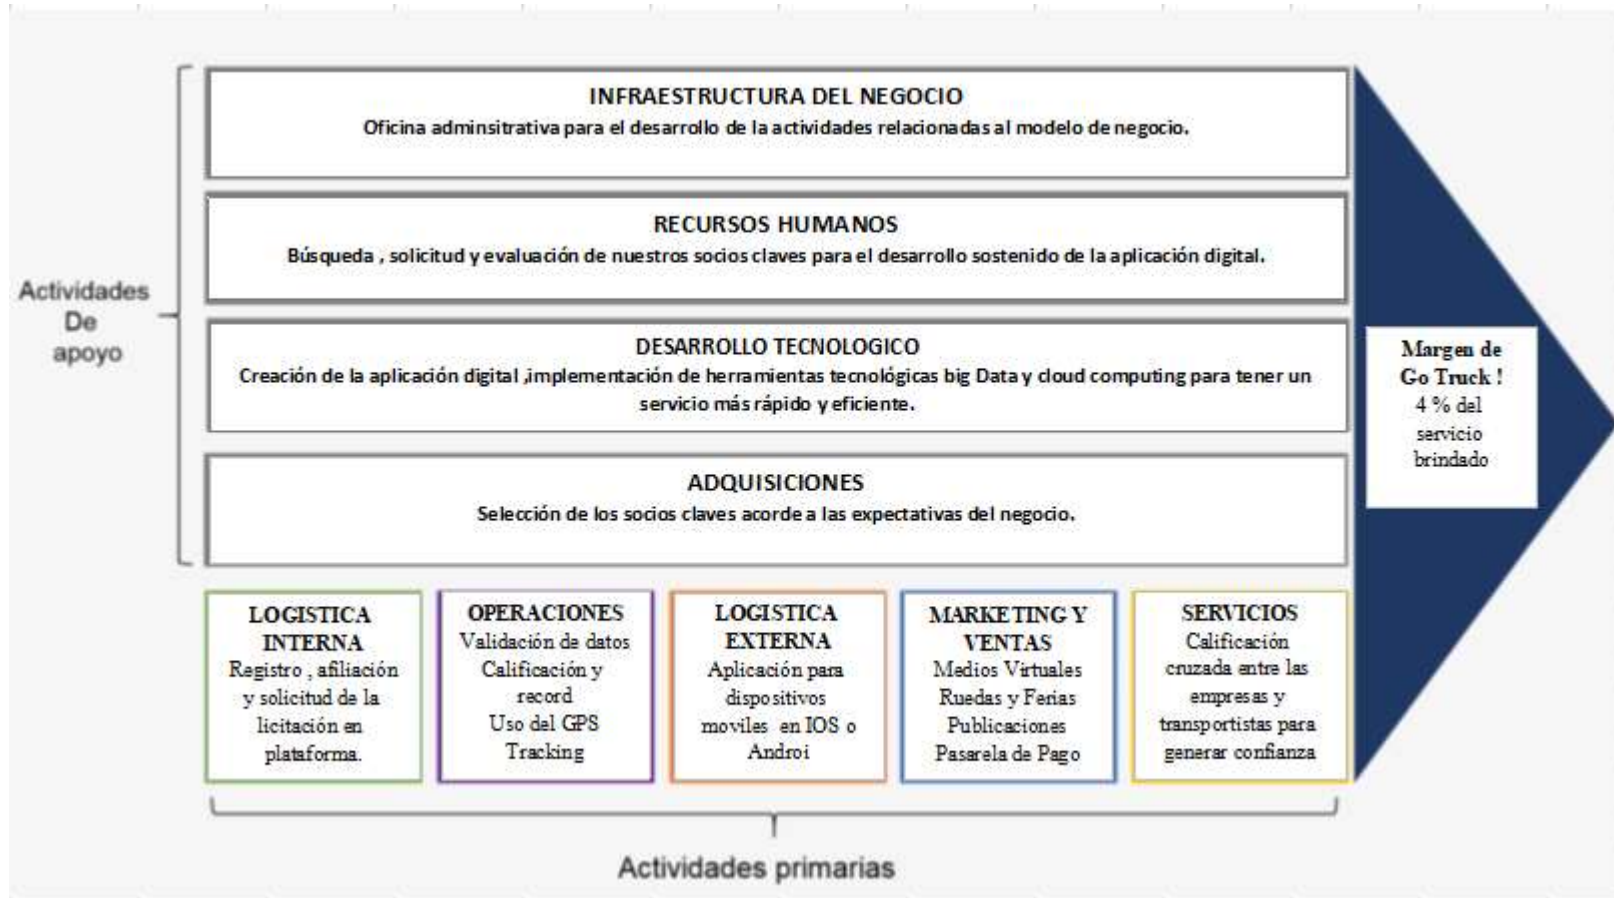 INFRAESTRUCTURA DEL NEGOCIO
Oficina adminsitrativa para el desarrollo de la actividades relacionadas al modelo de negocio.
RECURSOS HUMANOS
Búsqueda , solicitud y evaluación de nuestros socios claves para el desarrollo sostenido de la aplicación digital.
Actividades
De
apoyo
DESARROLLO TECNOLOGICO
Creación de la aplicación digital ,implementación de herramientas tecnológicas big Data y cloud computing para tener un
servicio más rápido y eficiente.
ADQUISICIONES
Selección de los socios claves acorde a las expectativas del negocio.
Margen de
Go Truck !
4 % del
servicio
brindado
LOGISTICA
INTERNA
Registro , afiliación
y solicitud de la
licitación en
plataforma.
OPERACIONES
Validación de datos
Calificación y
record
Uso del GPS
Tracking
LOGISTICA
EXTERNA
Aplicación para
dispositivos
moviles en IOS o
Androi
MARKETING Y
VENTAS
Medios Virtuales
Ruedas y Ferias
Publicaciones
Pasarela de Pago
SERVICIOS
Calificación
cruzada entre las
empresas y
transportistas para
generar confianza
Actividades primarias